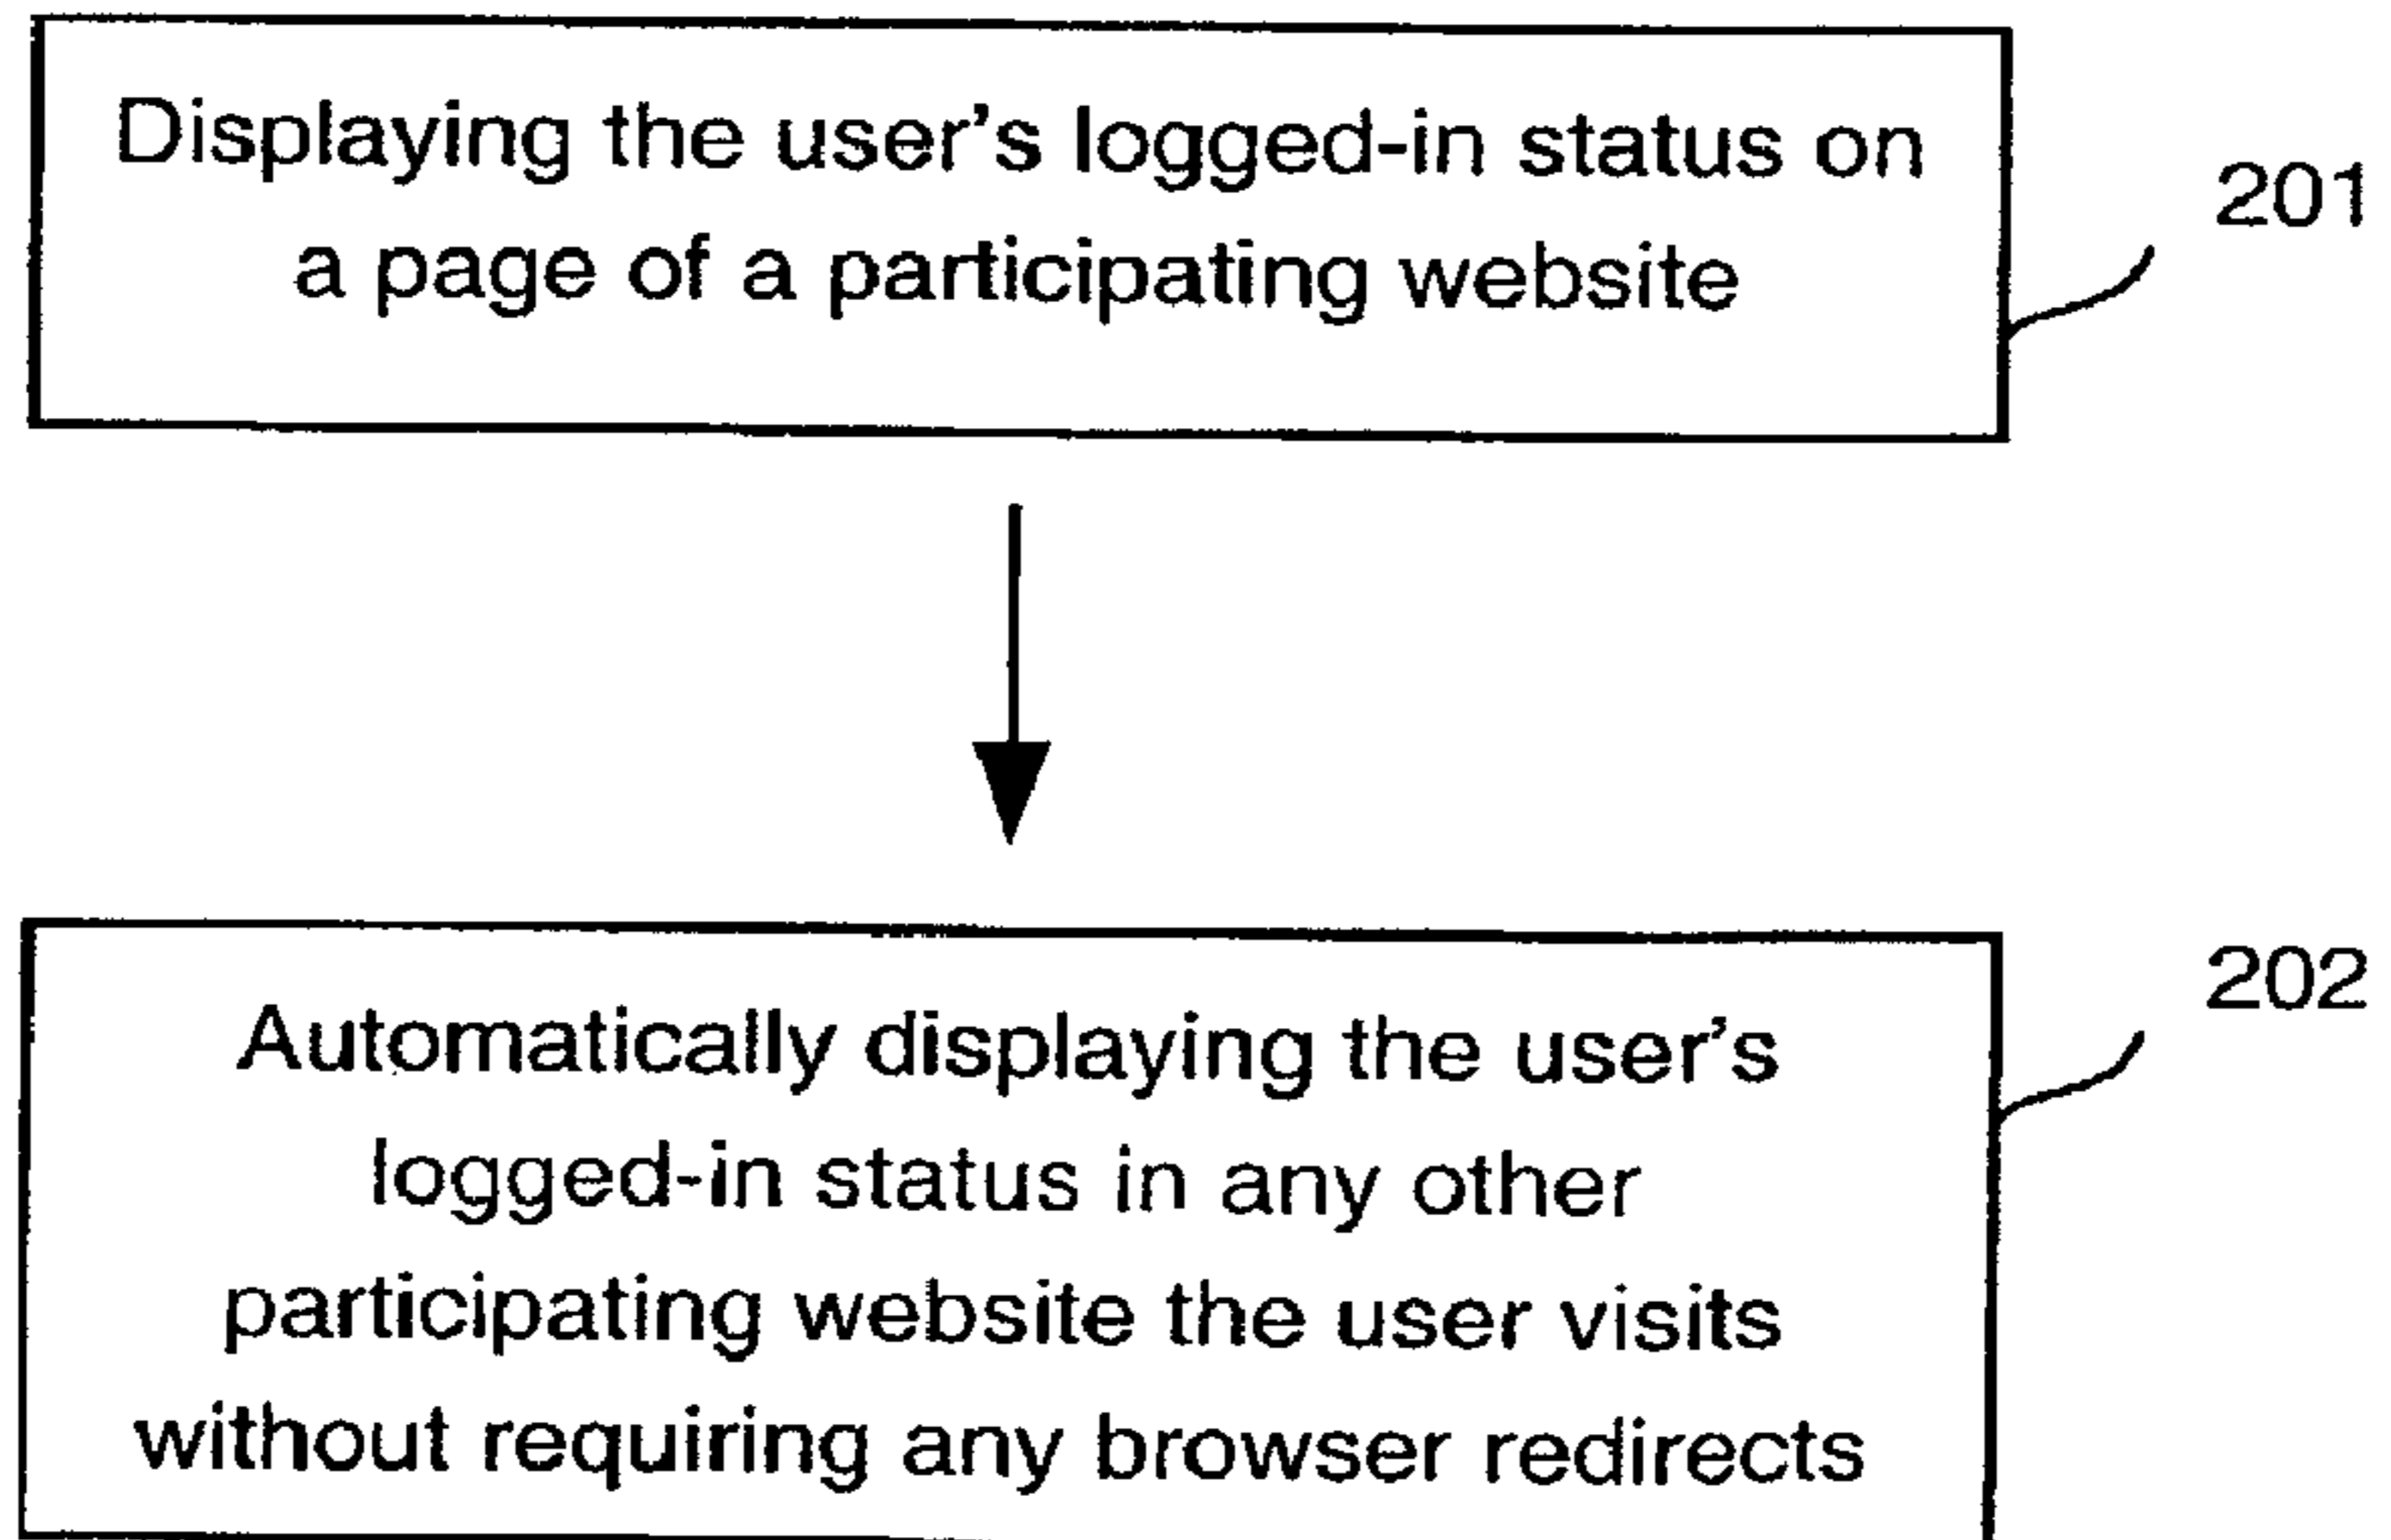 Displaying the user's logged-in status on
a page of a participating website
201
202
Automatically displaying the user's
logged-in status in any other
participating website the user visits
without requiring any browser redirects